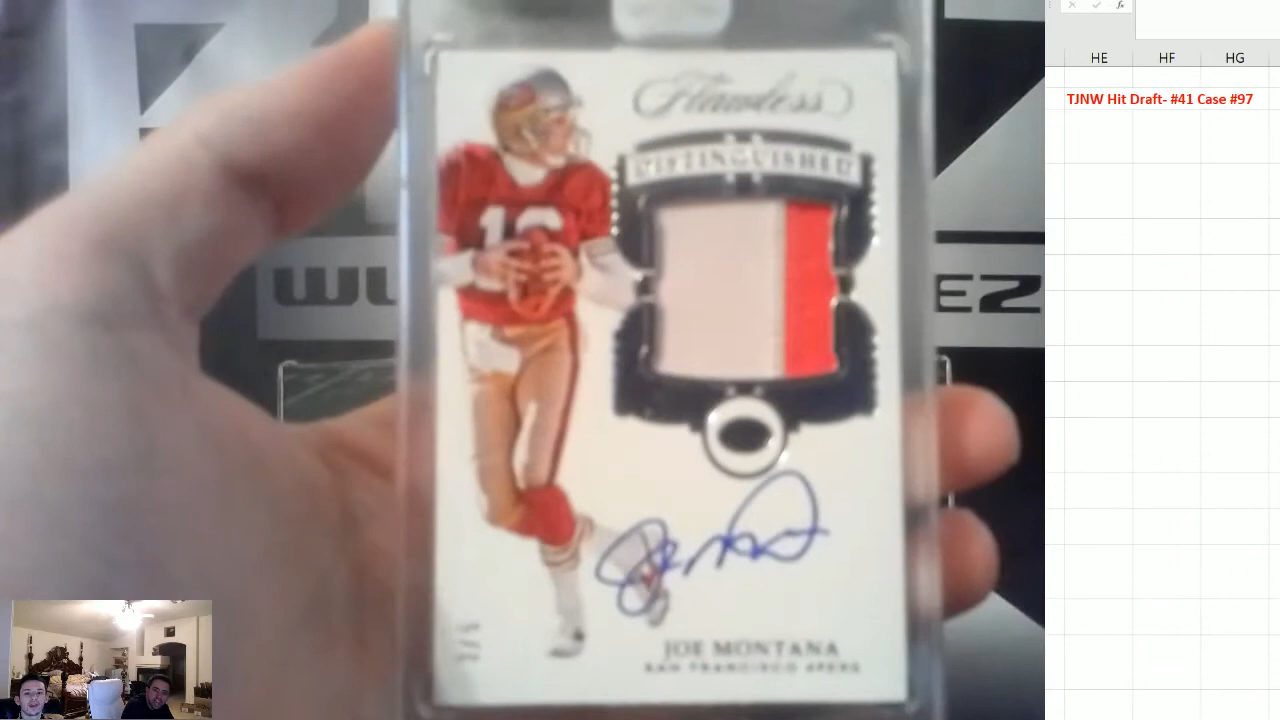 HE HF HG
TJNW Hit Draft- #41 Case #97
Flawless
DISTINGUISHED
JOE MONTANA
SAN FRANCISCO 49ERS